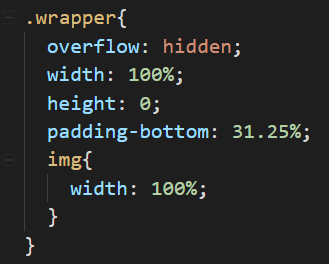 .wrapper{
overflow: hidden;
width: 100%;
height: 0;
padding-bottom: 31.25%;
img{
width: 100%;
}
}